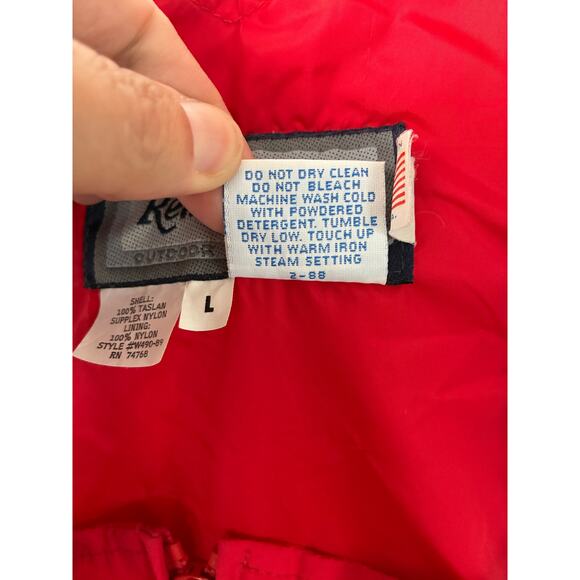 DO NOT DRY CLEAN
DO NOT BLEACH
MACHINE WASH COLD
WITH POWDERED
DETERGENT. TUMBLE
DRY LOW. TOUCH UP
WITH WARM IRON
STEAM SETTING
2-88
L
SHELL:
100% TASLAN
SUPPLEX NYLON
LINING:
100% NYLON
STYLE #W490-89
RN 74768